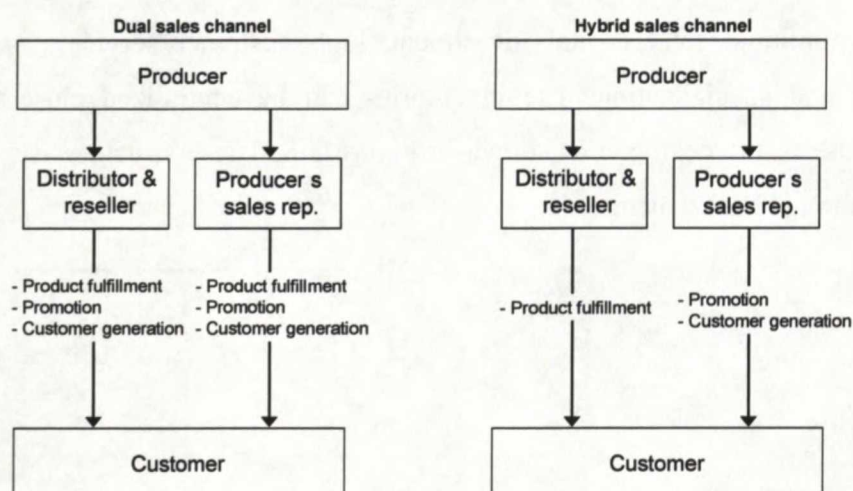 Dual sales channel
Producer
Distributor &
reseller
Producer s
sales rep.
- Product fulfillment
- Promotion
- Customer generation
- Product fulfillment
- Promotion
- Customer generation
Customer
Hybrid sales channel
Producer
Distributor &
reseller
Producer s
sales rep.
- Product fulfillment
- Promotion
- Customer generation
Customer